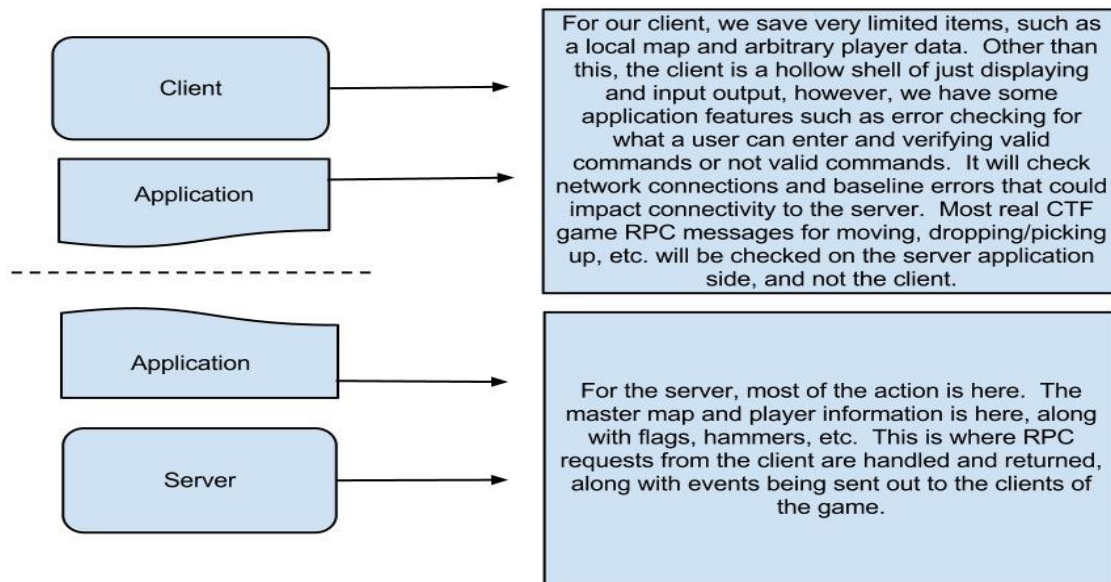 Client
Application
For our client, we save very limited items, such as
a local map and arbitrary player data. Other than
this, the client is a hollow shell of just displaying
and input output, however, we have some
application features such as error checking for
what a user can enter and verifying valid
commands or not valid commands. It will check
network connections and baseline errors that could
impact connectivity to the server. Most real CTF
game RPC messages for moving, dropping/picking
up, etc. will be checked on the server application
side, and not the client.
Application
Server
For the server, most of the action is here. The
master map and player information is here, along
with flags, hammers, etc. This is where RPC
requests from the client are handled and returned,
along with events being sent out to the clients of
the game.